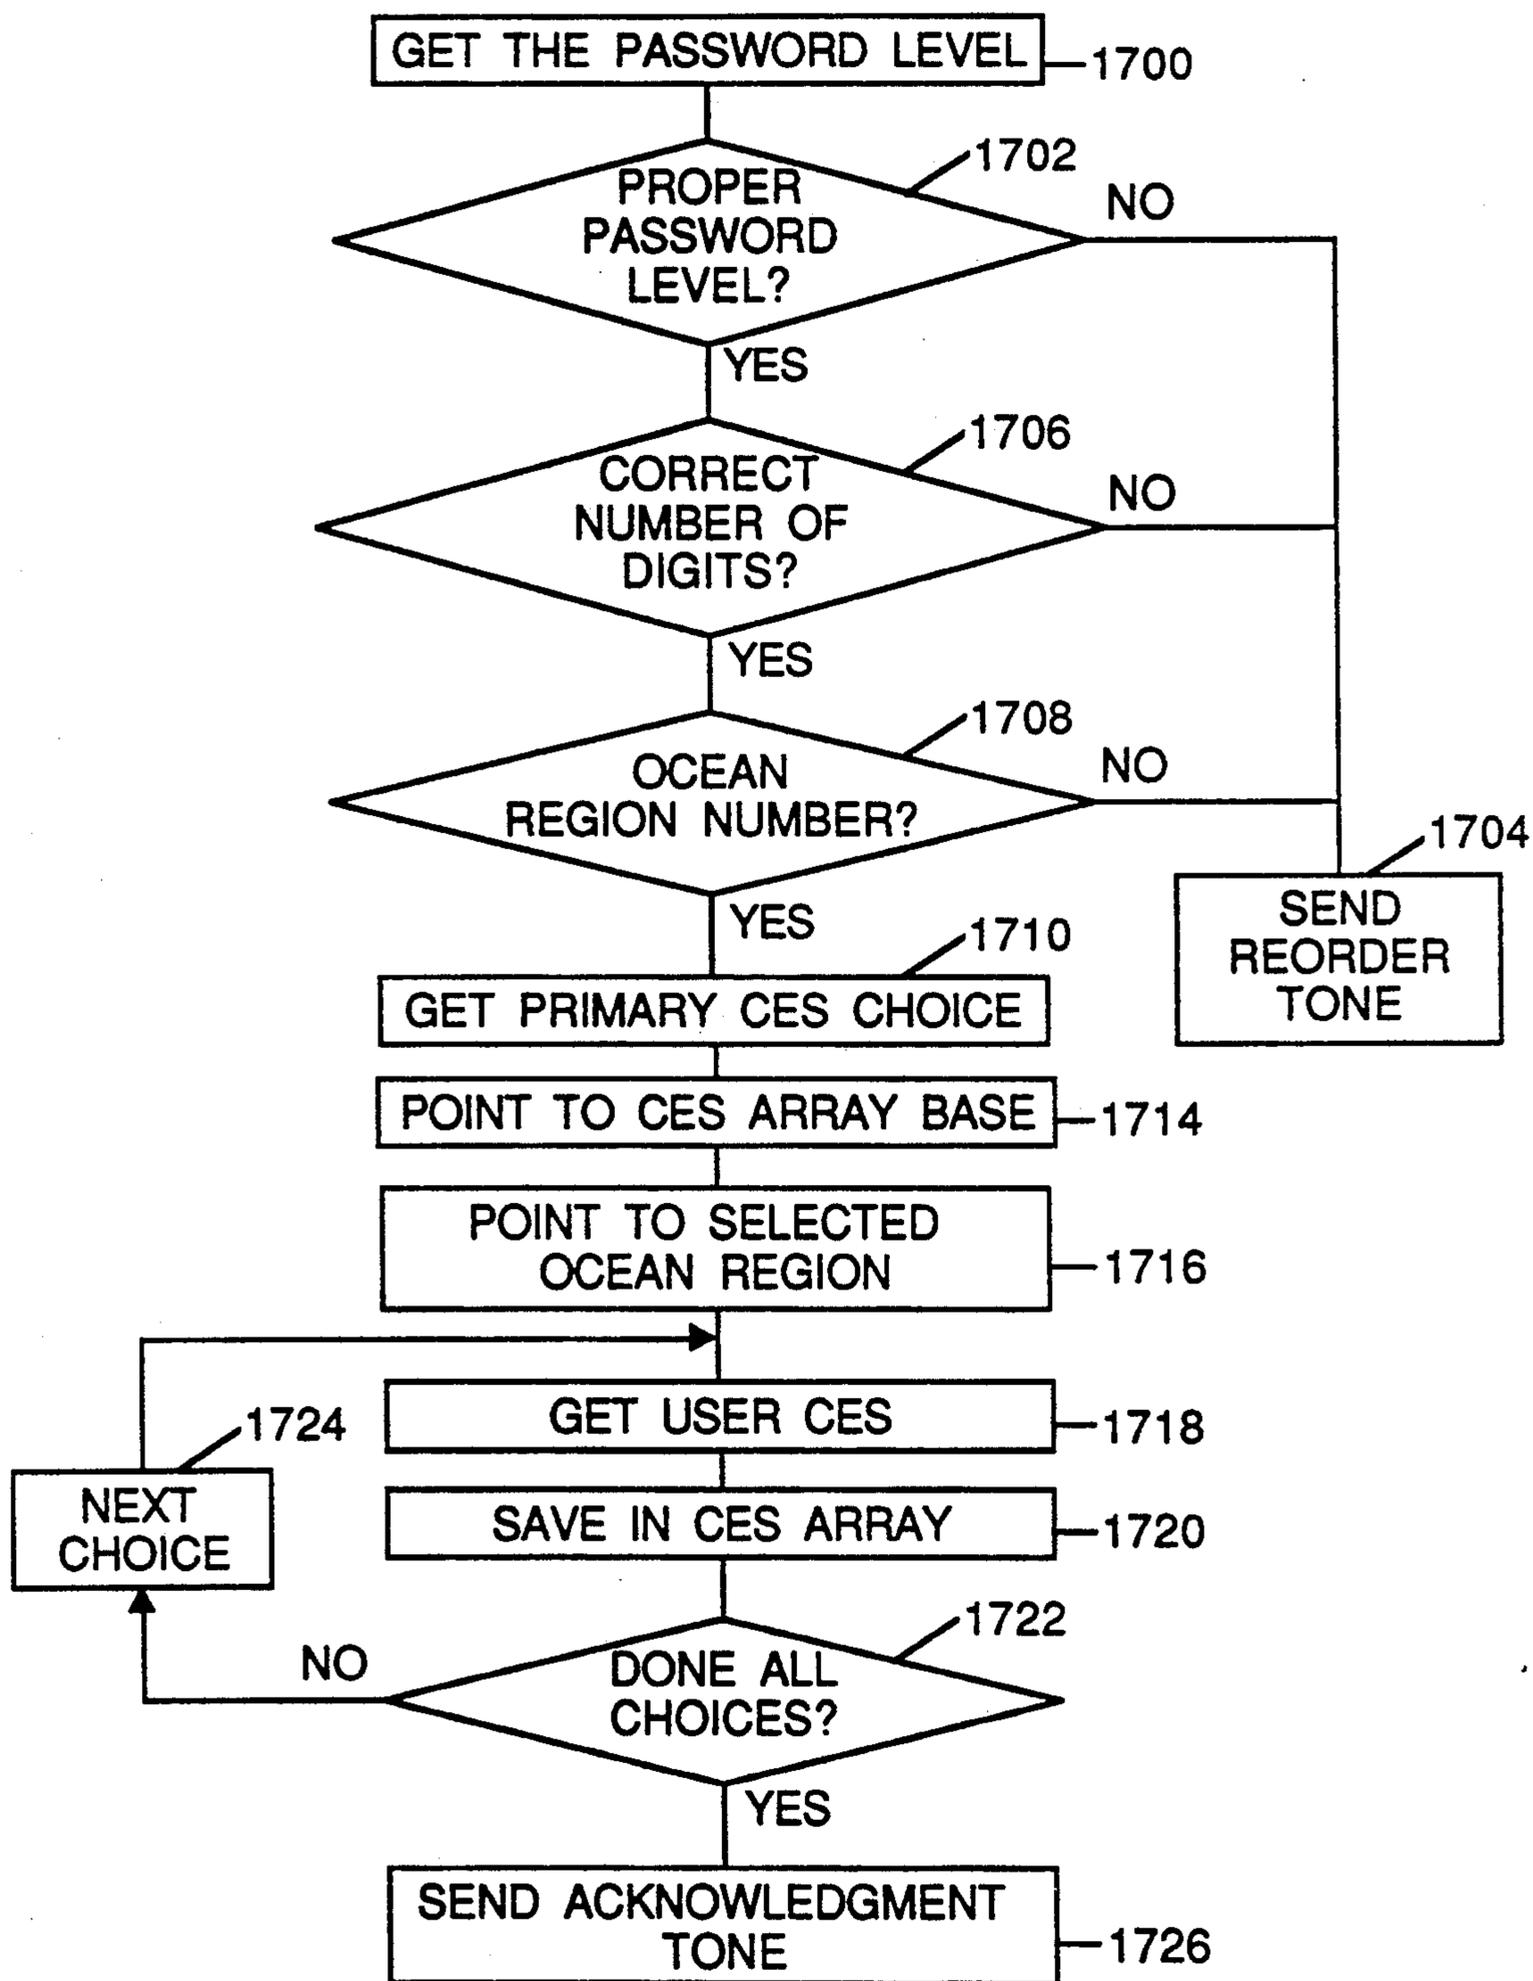 GET THE PASSWORD LEVEL
1700
1702
PROPER
PASSWORD
LEVEL?
NO
YES
1706
CORRECT
NUMBER OF
DIGITS?
NO
YES
1708
OCEAN
REGION NUMBER?
NO
1704
SEND
REORDER
TONE
YES
1710
GET PRIMARY CES CHOICE
POINT TO CES ARRAY BASE
1714
POINT TO SELECTED
OCEAN REGION
1716
GET USER CES
1718
1724
NEXT
CHOICE
SAVE IN CES ARRAY
1720
1722
DONE ALL
CHOICES?
NO
YES
SEND ACKNOWLEDGMENT
TONE
1726